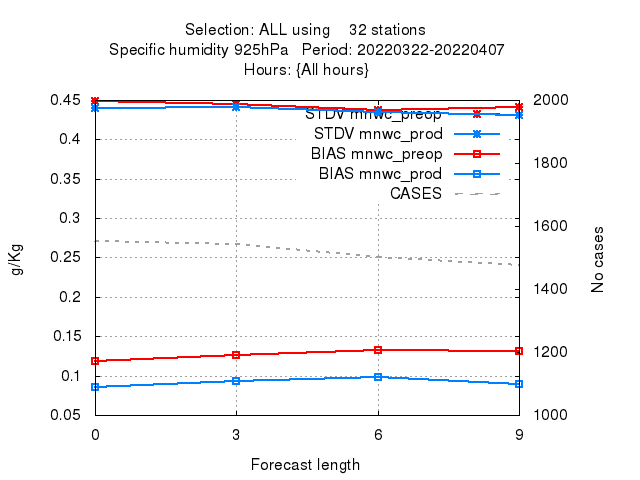 Selection: ALL using    32 stations
Specific humidity 925hPa   Period: 20220322-20220407
Hours: {All hours}
0.45
0.4
0.35
0.3
0.25
0.2
0.15
0.1
0.05
g/Kg
STDV mnwc_preop
STDV mnwc_prod
BIAS mnwc_preop
BIAS mnwc_prod
CASES
2000
1800
1600
1400
1200
1000
No cases
0
3
6
9
Forecast length